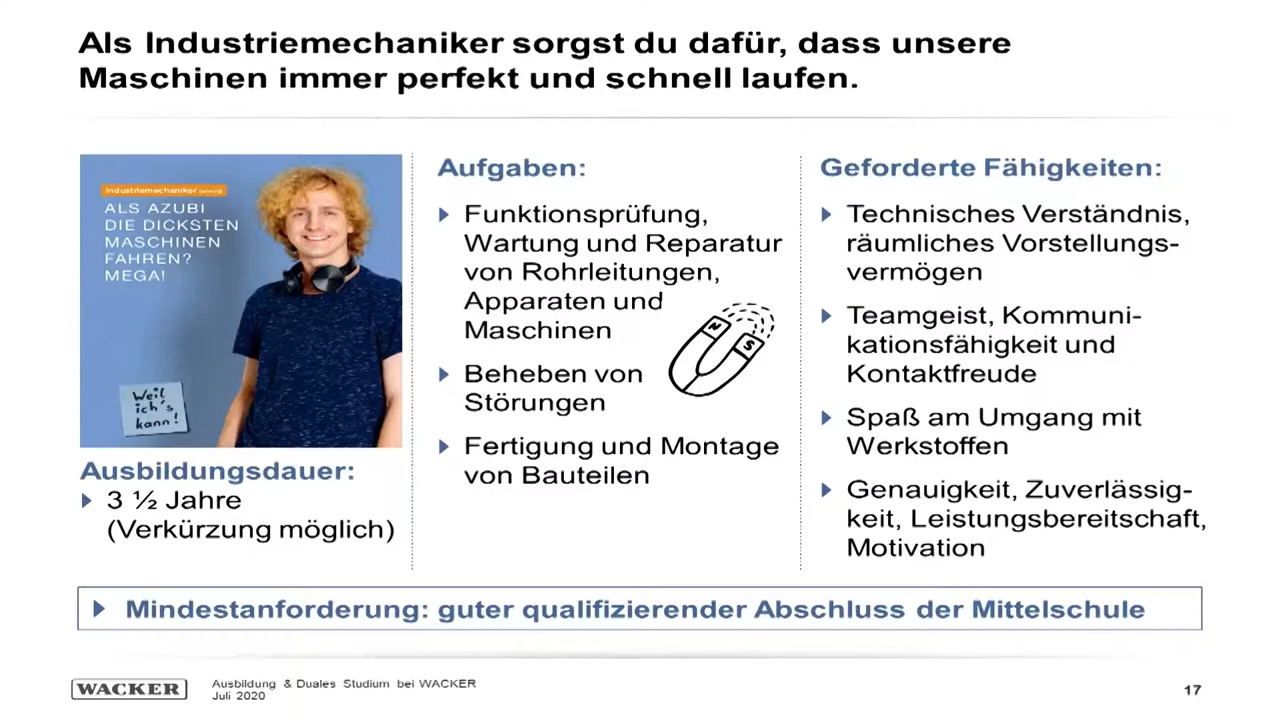 Als Industriemechaniker sorgst du dafür, dass unsere
Maschinen immer perfekt und schnell laufen.
Industriemechaniker (w/m/d)
ALS AZUBI
DIE DICKSTEN
MASCHINEN
FAHREN?
MEGA!
Weil
ich's
kann!
Ausbildungsdauer:
3 ½ Jahre
(Verkürzung möglich)
Aufgaben:
Funktionsprüfung,
Wartung und Reparatur
von Rohrleitungen,
Apparaten und
Maschinen
N
S
Beheben von
Störungen
Fertigung und Montage
von Bauteilen
Geforderte Fähigkeiten:
Technisches Verständnis,
räumliches Vorstellungs-
vermögen
Teamgeist, Kommuni-
kationsfähigkeit und
Kontaktfreude
Spaß am Umgang mit
Werkstoffen
Genauigkeit, Zuverlässig-
keit, Leistungsbereitschaft,
Motivation
Mindestanforderung: guter qualifizierender Abschluss der Mittelschule
WACKER
Ausbildung & Duales Studium bei WACKER
Juli 2020
17